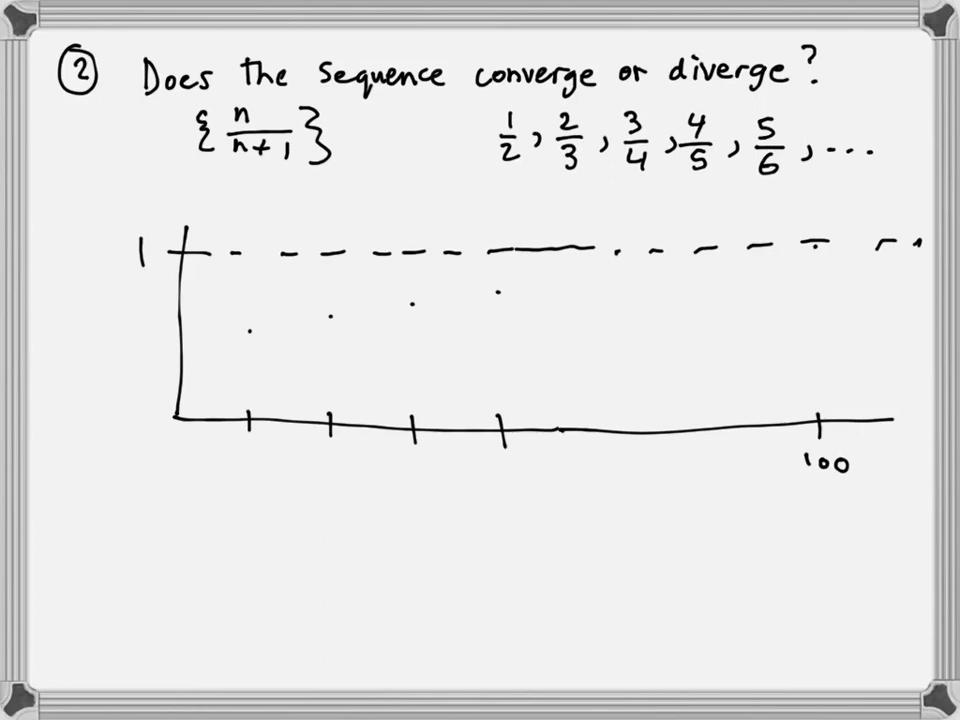 ② Does the sequence converge or diverge?
{n/(n+1)} 1/2, 2/3, 3/4, 4/5, 5/6, ...
1
100